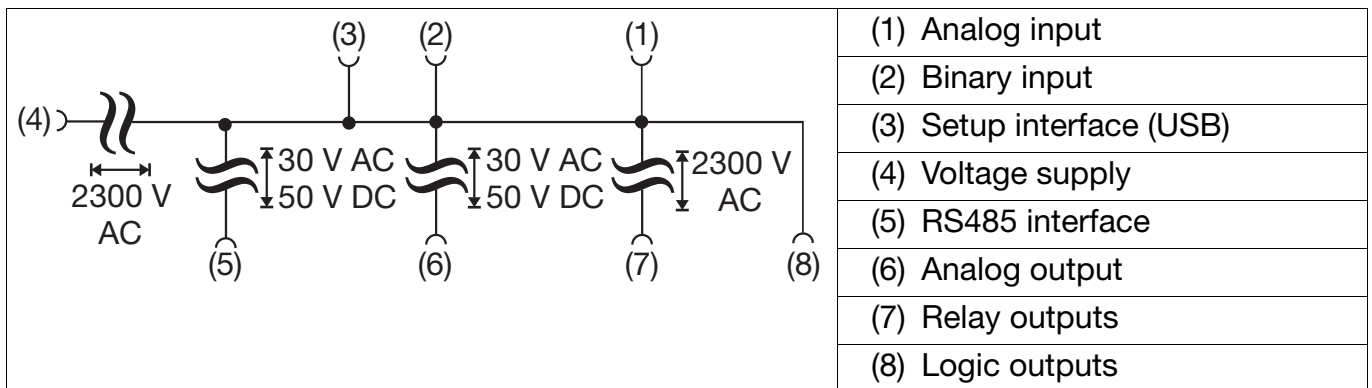 (3) (2) (1)
(4)
30 V AC 30 V AC 2300 V
50 V DC 50 V DC AC
2300 V
AC
(5) (6) (7) (8)
(1) Analog input
(2) Binary input
(3) Setup interface (USB)
(4) Voltage supply
(5) RS485 interface
(6) Analog output
(7) Relay outputs
(8) Logic outputs